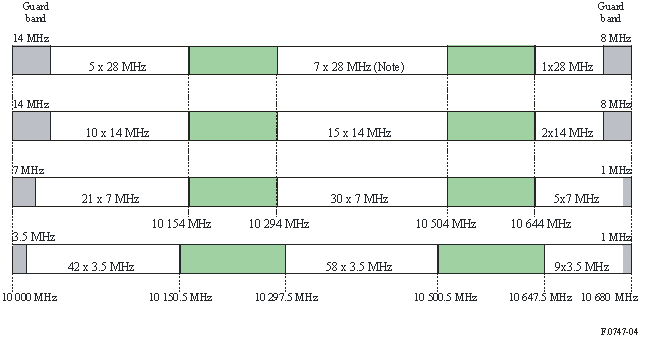 Guard band
Guard band
14 MHz
8 MHz
5 x 28 MHz
7 x 28 MHz (Note)
1x28 MHz
14 MHz
8 MHz
10 x 14 MHz
15 x 14 MHz
2x14 MHz
7 MHz
1 MHz
21 x 7 MHz
30 x 7 MHz
5x7 MHz
10 154 MHz
10 294 MHz
10 504 MHz
10 644 MHz
3.5 MHz
1 MHz
42 x 3.5 MHz
58 x 3.5 MHz
9x3.5 MHz
10 000 MHz
10 150.5 MHz
10 297.5 MHz
10 500.5 MHz
10 647.5 MHz
10 680 MHz
F.0747-04